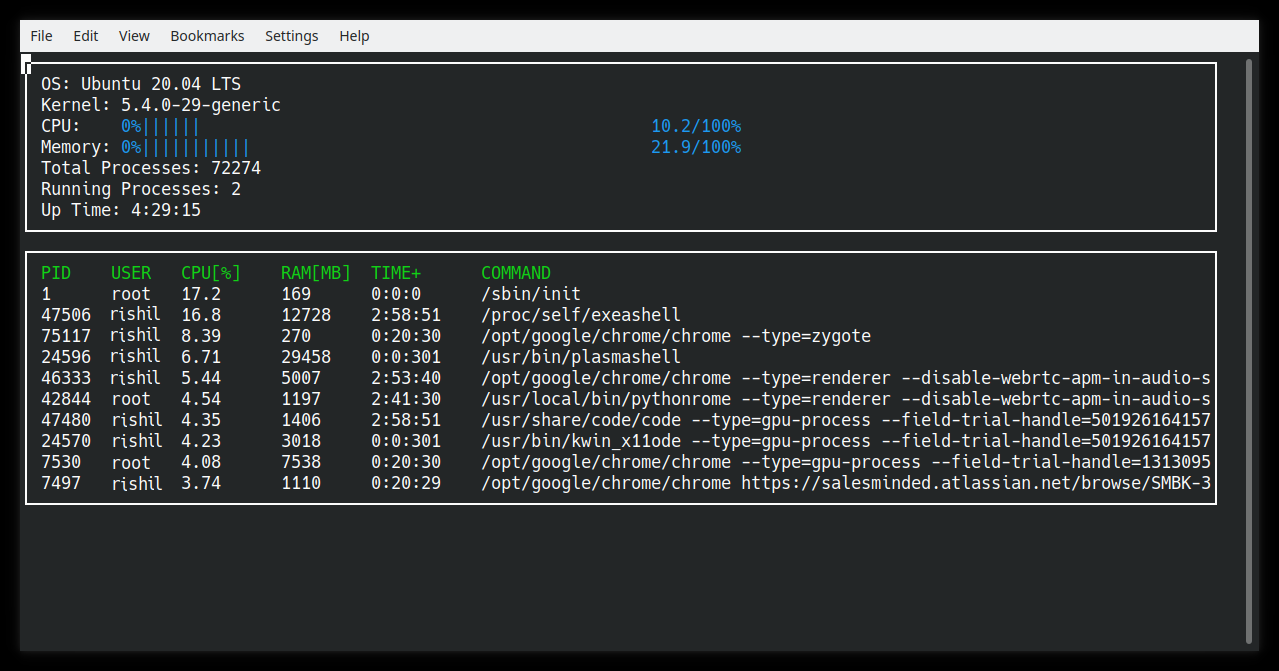 File Edit View Bookmarks Settings Help
OS: Ubuntu 20.04 LTS
Kernel: 5.4.0-29-generic
CPU: 0%|||||| 10.2/100%
Memory: 0%||||||||||| 21.9/100%
Total Processes: 72274
Running Processes: 2
Up Time: 4:29:15
PID USER CPU[%] RAM[MB] TIME+ COMMAND
1 root 17.2 169 0:0:0 /sbin/init
47506 rishil 16.8 12728 2:58:51 /proc/self/exeashell
75117 rishil 8.39 270 0:20:30 /opt/google/chrome/chrome --type=zygote
24596 rishil 6.71 29458 0:0:301 /usr/bin/plasmashell
46333 rishil 5.44 5007 2:53:40 /opt/google/chrome/chrome --type=renderer --disable-webrtc-apm-in-audio-s
42844 root 4.54 1197 2:41:30 /usr/local/bin/pythonrome --type=renderer --disable-webrtc-apm-in-audio-s
47480 rishil 4.35 1406 2:58:51 /usr/share/code/code --type=gpu-process --field-trial-handle=501926164157
24570 rishil 4.23 3018 0:0:301 /usr/bin/kwin_x11ode --type=gpu-process --field-trial-handle=501926164157
7530 root 4.08 7538 0:20:30 /opt/google/chrome/chrome --type=gpu-process --field-trial-handle=1313095
7497 rishil 3.74 1110 0:20:29 /opt/google/chrome/chrome https://salesminded.atlassian.net/browse/SMBK-3